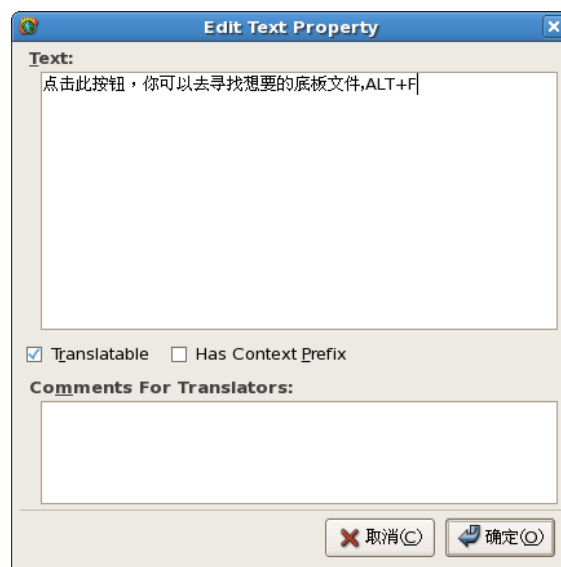 Edit Text Property
Text:
点击此按钮，你可以去寻找想要的底板文件,ALT+F
Translatable Has Context Prefix
Comments For Translators:
取消(C) 确定(O)